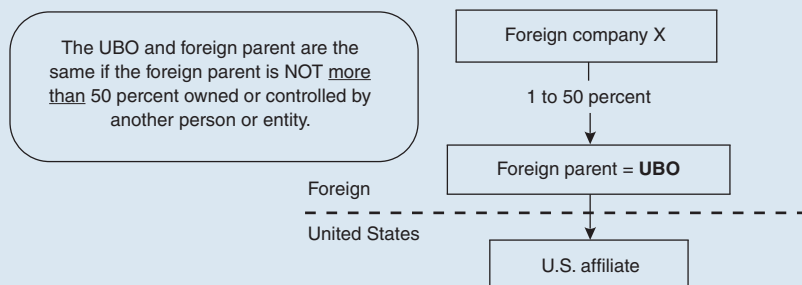 The UBO and foreign parent are the
same if the foreign parent is NOT more
than 50 percent owned or controlled by
another person or entity.
Foreign company X
1 to 50 percent
Foreign parent = UBO
Foreign
United States
U.S. affiliate